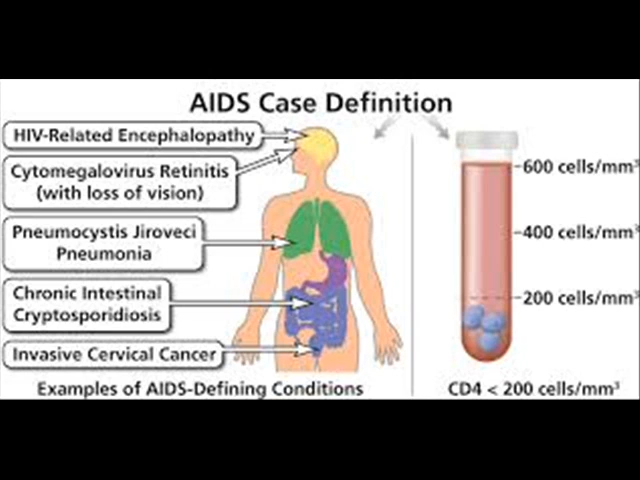 AIDS Case Definition
HIV-Related Encephalopathy
Cytomegalovirus Retinitis
(with loss of vision)
Pneumocystis Jiroveci
Pneumonia
Chronic Intestinal
Cryptosporidiosis
Invasive Cervical Cancer
Examples of AIDS-Defining Conditions
600 cells/mm³
400 cells/mm³
200 cells/mm³
CD4 < 200 cells/mm³